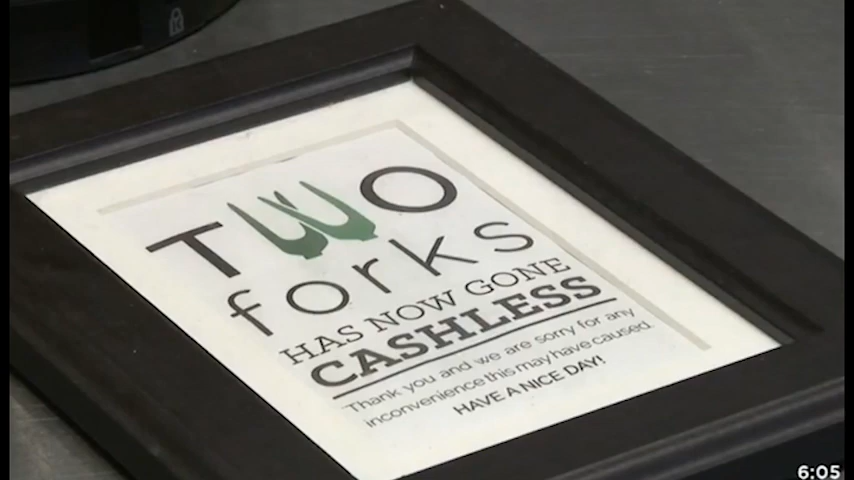 TWO
forks
HAS NOW GONE
CASHLESS
Thank you and we are sorry for any
inconvenience this may have caused.
HAVE A NICE DAY!
6:05